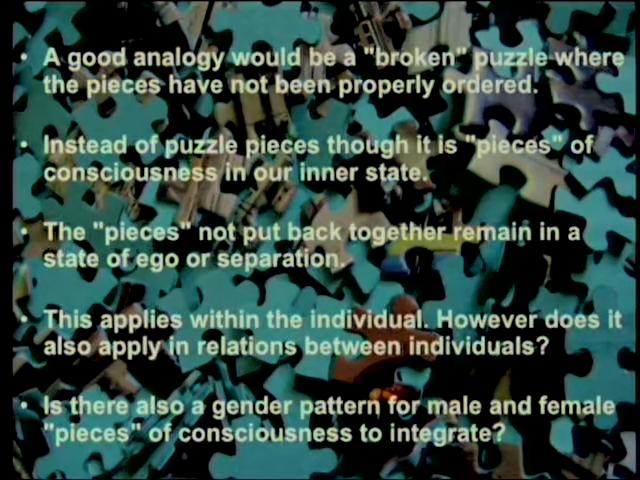 • A good analogy would be a "broken" puzzle where
the pieces have not been properly ordered.
• Instead of puzzle pieces though it is "pieces" of
consciousness in our inner state.
• The "pieces" not put back together remain in a
state of ego or separation.
• This applies within the individual. However does it
also apply in relations between individuals?
• Is there also a gender pattern for male and female
"pieces" of consciousness to integrate?